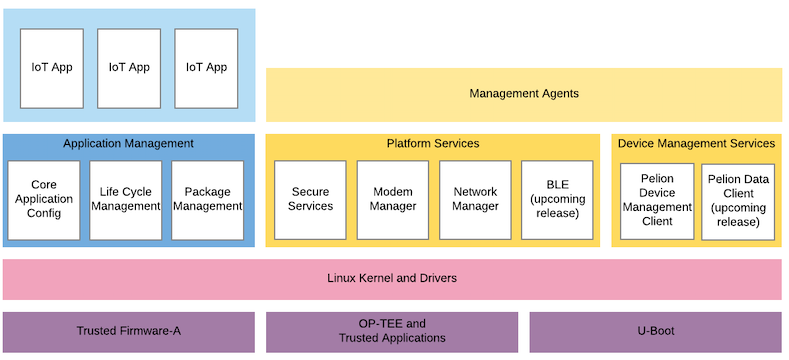 IoT App
IoT App
IoT App
Management Agents
Application Management
Core
Application
Config
Life Cycle
Management
Package
Management
Platform Services
Secure
Services
Modem
Manager
Network
Manager
BLE
(upcoming
release)
Device Management Services
Pelion
Device
Management
Client
Pelion Data
Client
(upcoming
release)
Linux Kernel and Drivers
Trusted Firmware-A
OP-TEE and
Trusted Applications
U-Boot